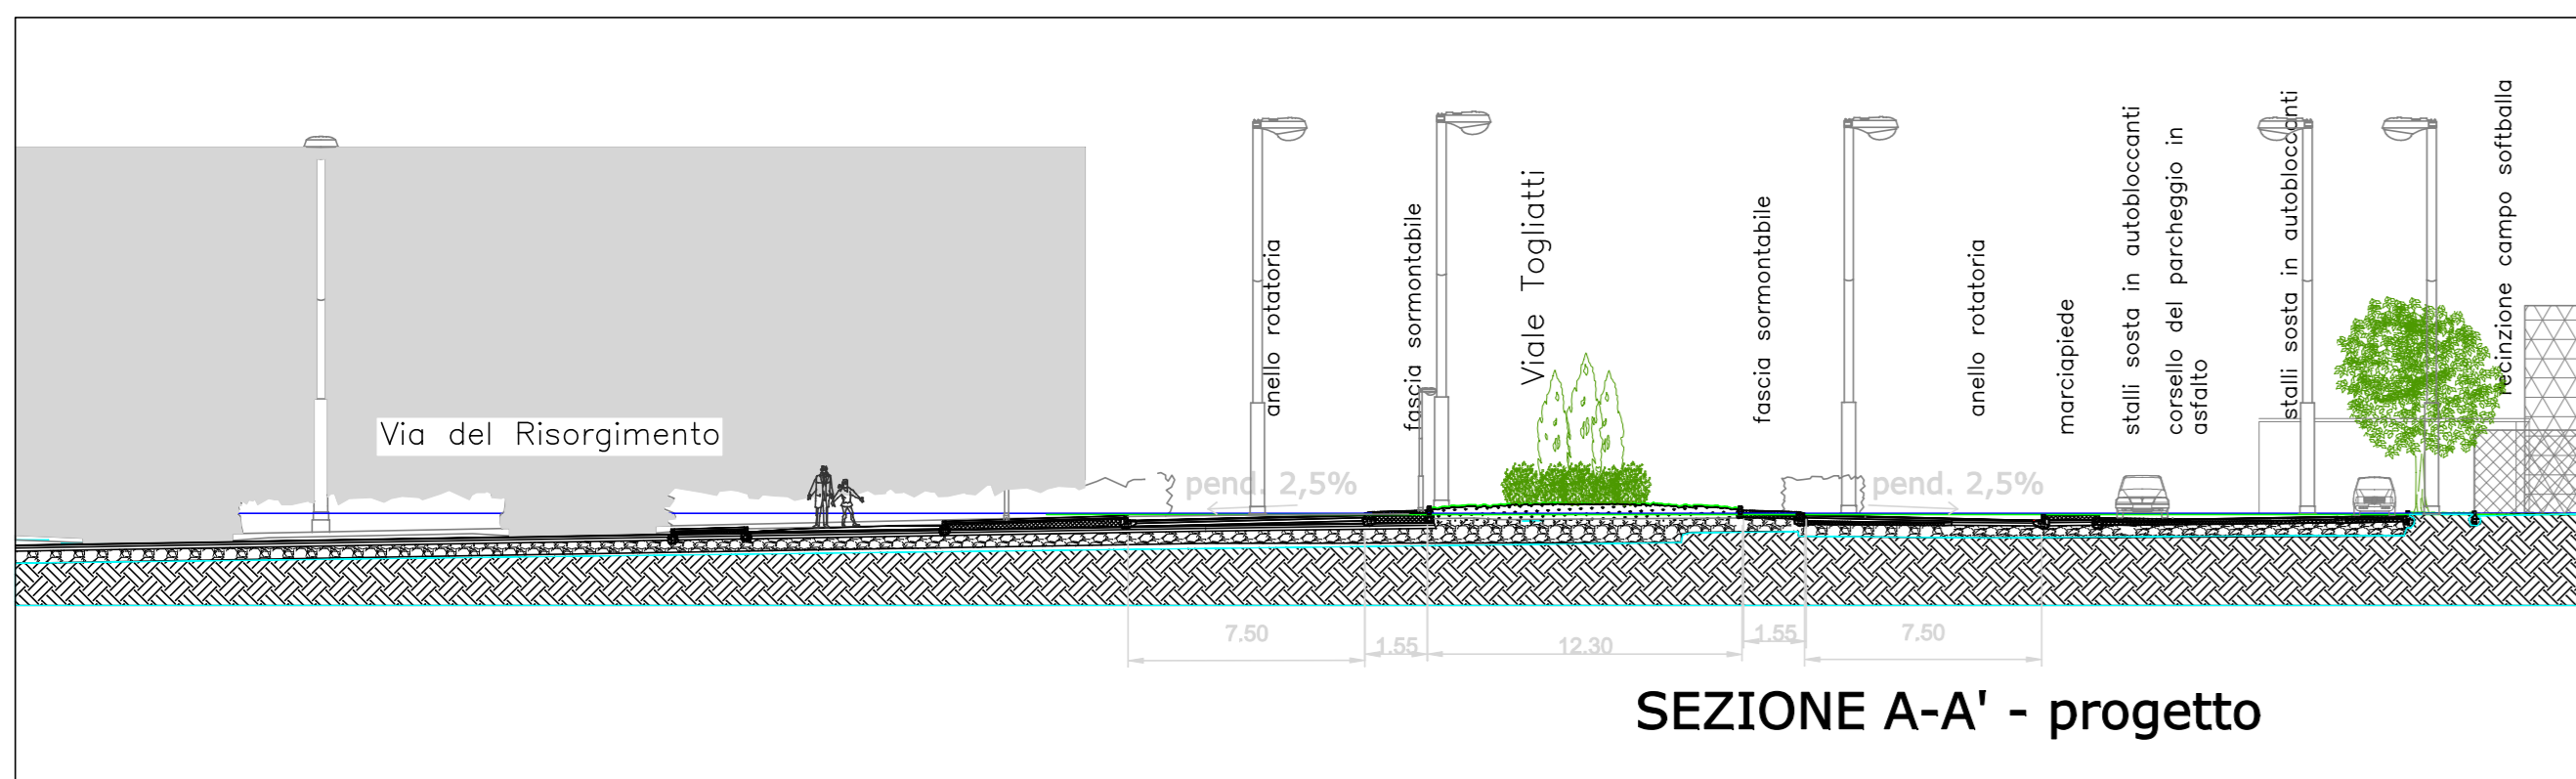 Via del Risorgimento
pend. 2,5%
anello rotatoria
fascia sormontabile
Viale Togliatti
fascia sormontabile
pend. 2,5%
anello rotatoria
marciapiede
stalli sosta in autobloccanti
corsello del parcheggio in
asfalto
stalli sosta in autobloccanti
recinzione campo softballa
7.50
1.55
12.30
1.55
7.50
SEZIONE A-A' - progetto